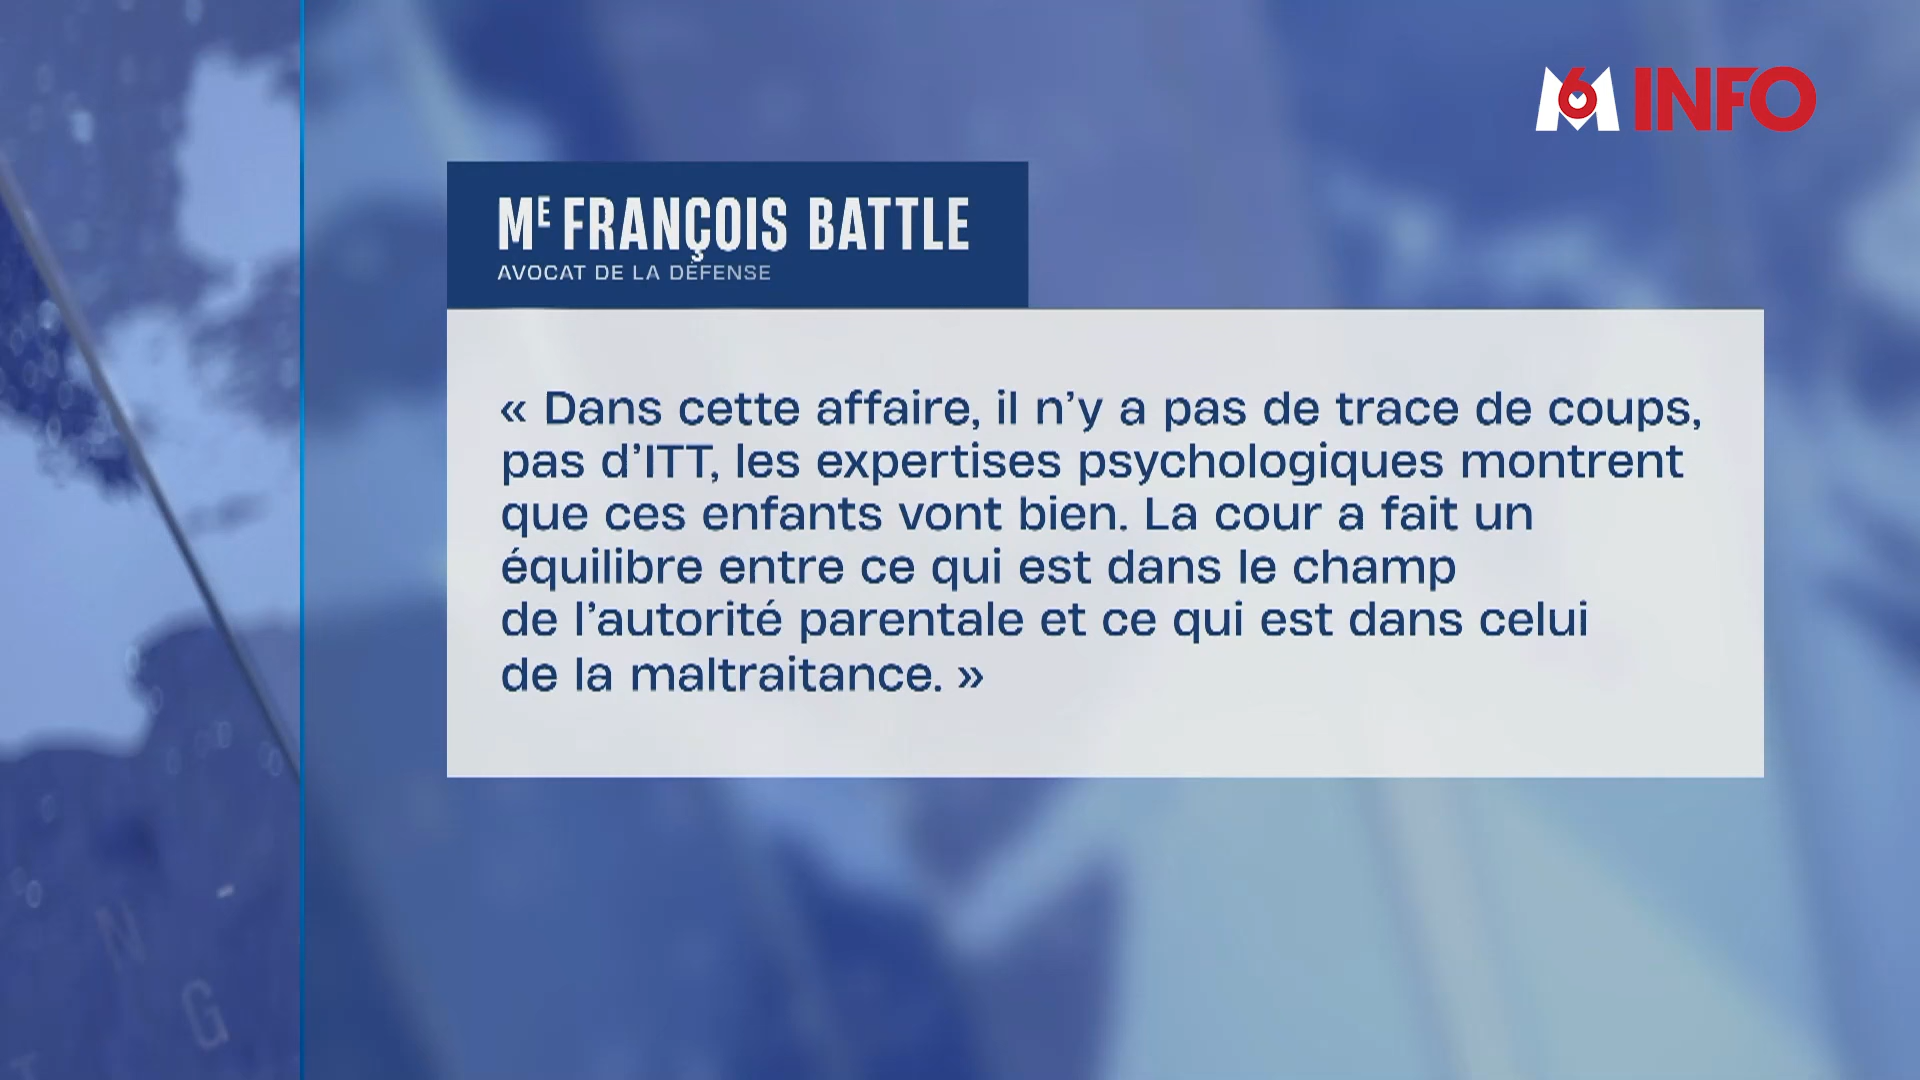 M6 INFO
Mᴱ FRANÇOIS BATTLE
AVOCAT DE LA DÉFENSE
« Dans cette affaire, il n’y a pas de trace de coups,
pas d’ITT, les expertises psychologiques montrent
que ces enfants vont bien. La cour a fait un
équilibre entre ce qui est dans le champ
de l’autorité parentale et ce qui est dans celui
de la maltraitance. »
N
G